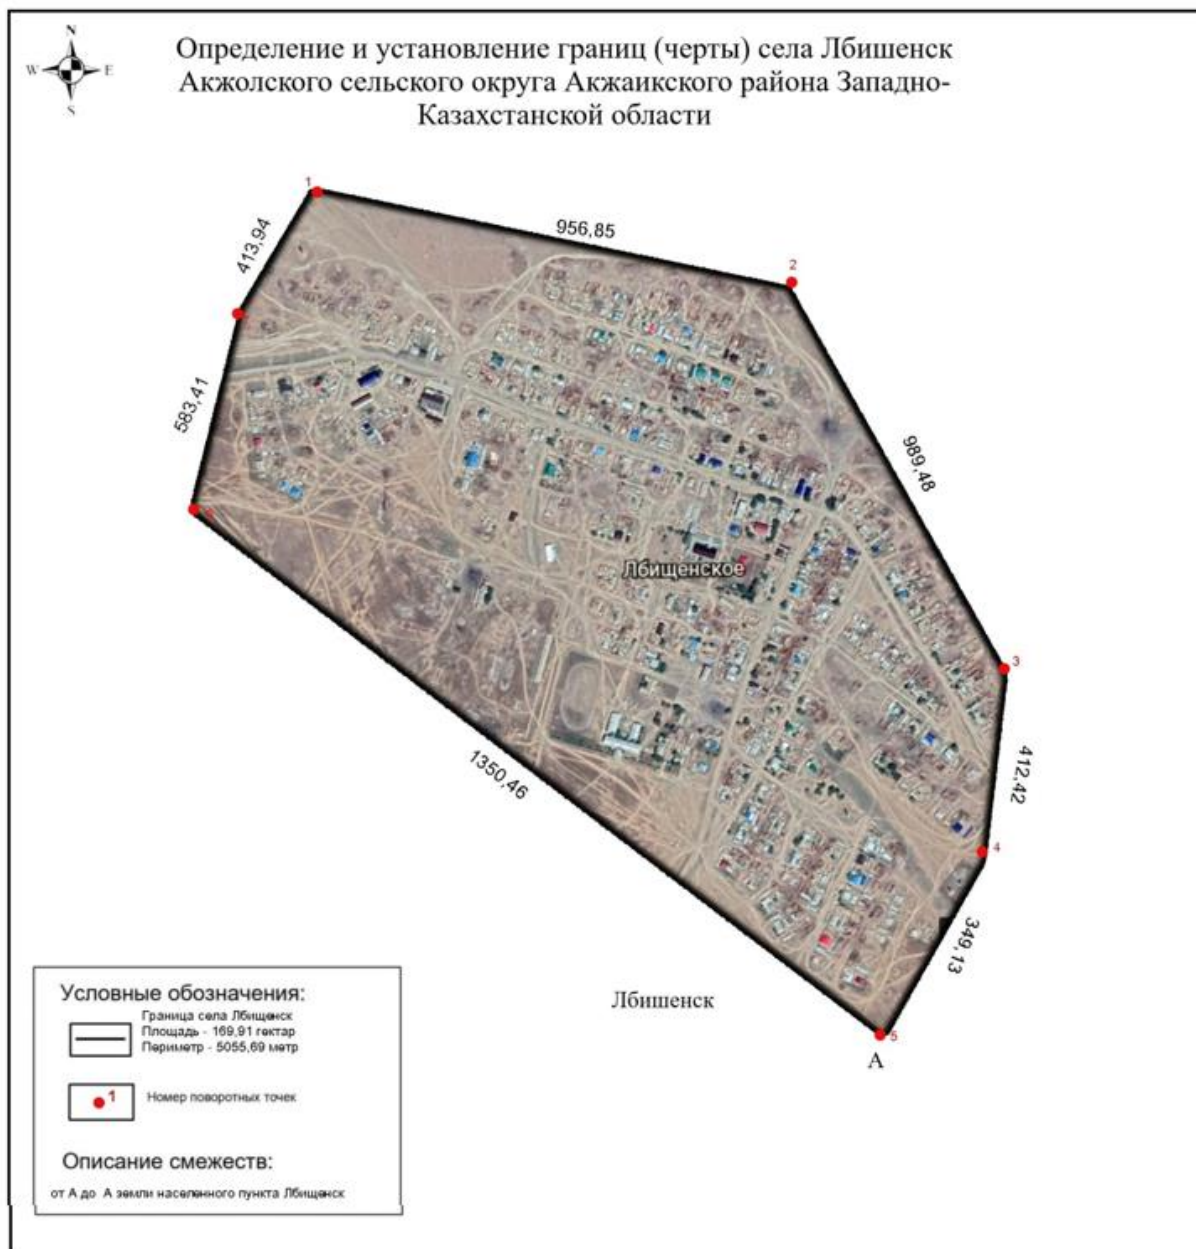 N
W E
S
Определение и установление границ (черты) села Лбишенск
Акжолского сельского округа Акжаикского района Западно-
Казахстанской области
1
956,85
413,94
2
583,41
989,48
Лбищенское
3
412,42
1350,46
4
349,13
Лбишенск
5
А
Условные обозначения:
Граница села Лбищенск
Площадь - 169,91 гектар
Периметр - 5055,69 метр
1
Номер поворотных точек
Описание смежеств:
от А до А земли населенного пункта Лбищенск